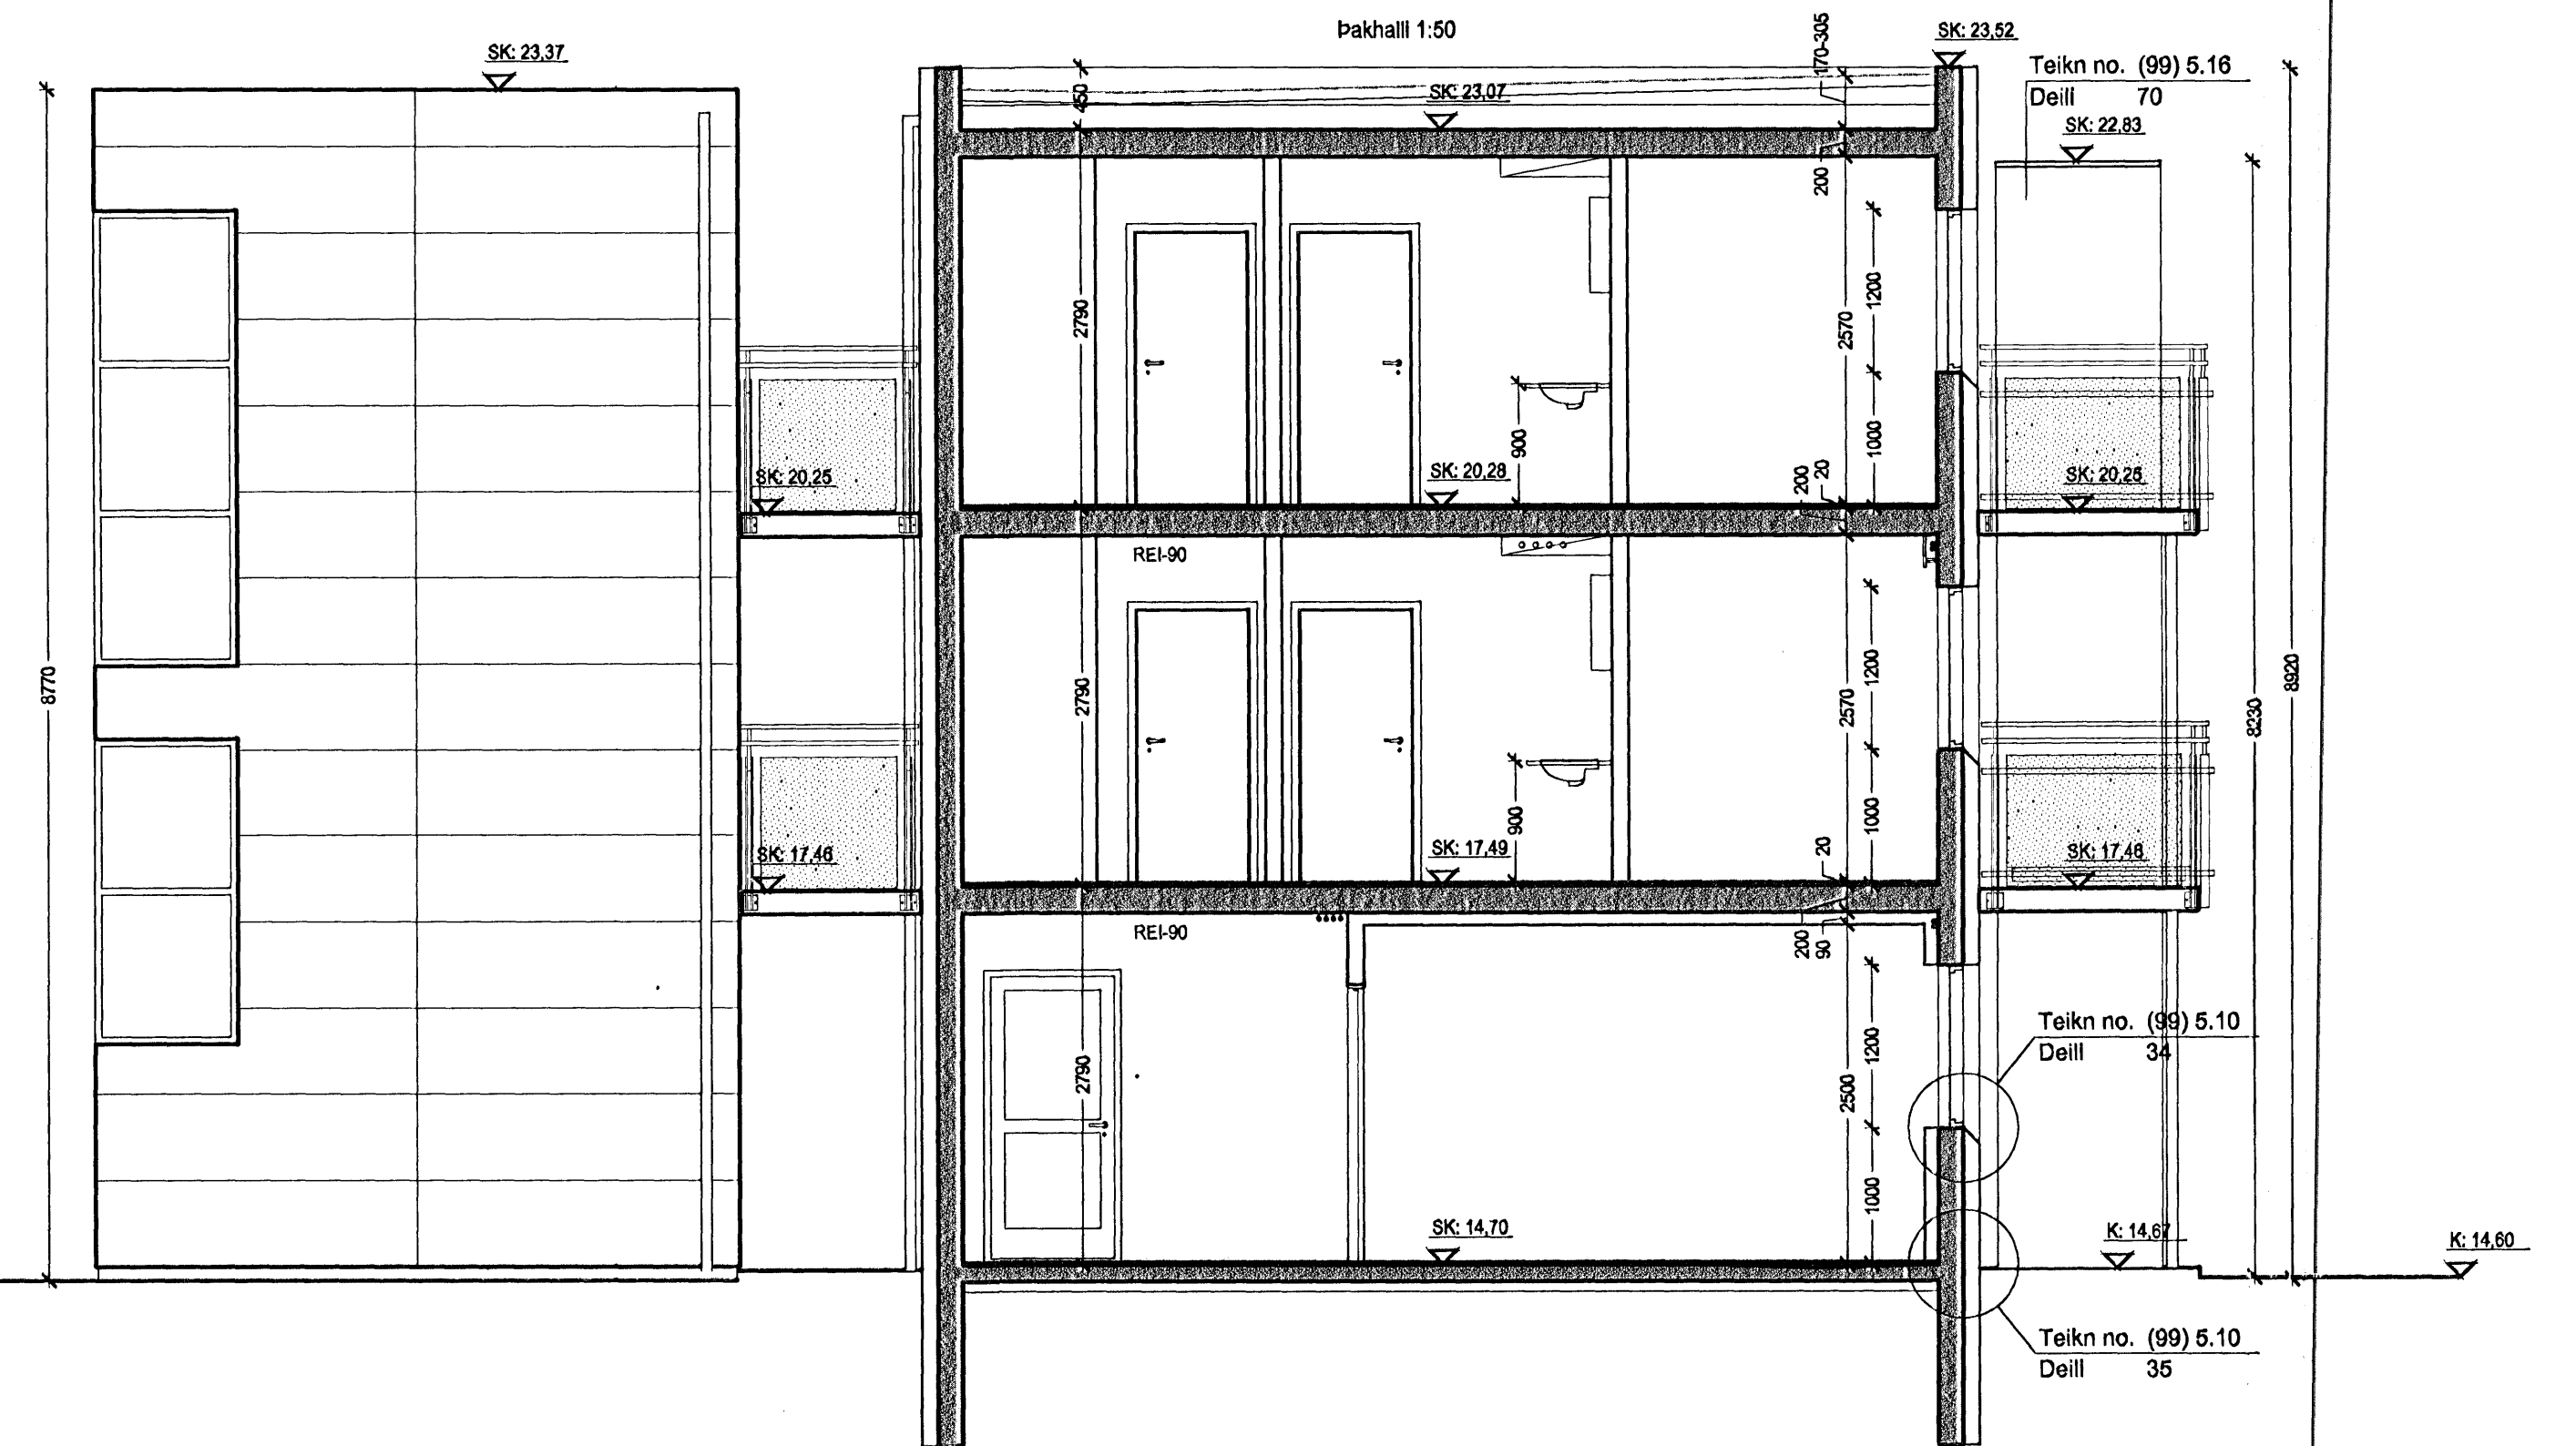 Þakhalli 1:50
SK: 23,37
170-305
SK: 23,52
Teikn no. (99) 5.16
Deili 70
450
SK: 23,07
SK: 22,83
200
2790
1200
2570
900
1000
SK: 20,25
SK: 20,28
200
20
SK: 20,25
REI-90
8770
2790
1200
2570
8920
8230
900
1000
SK: 17,46
SK: 17,49
20
SK: 17,46
REI-90
200
90
Teikn no. (99) 5.10
Deili 34
2790
1200
2500
1000
SK: 14,70
K: 14,67
K: 14,60
Teikn no. (99) 5.10
Deili 35